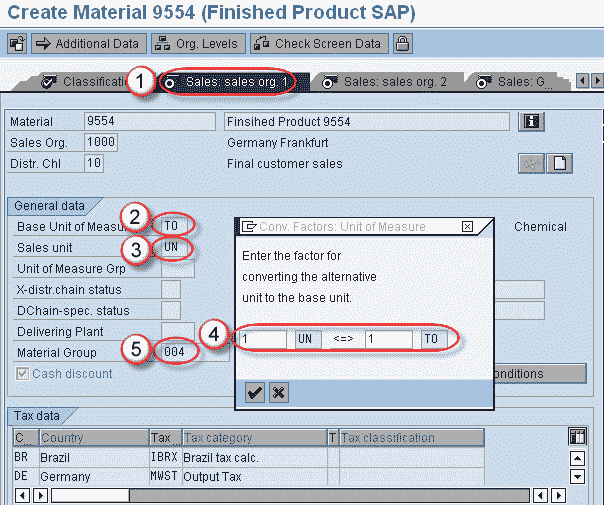 Create Material 9554 (Finished Product SAP)
Additional Data Org. Levels Check Screen Data
Classificati 1 Sales: sales org. 1 Sales: sales org. 2 Sales: G...
Material 9554 Finsihed Product 9554
Sales Org. 1000 Germany Frankfurt
Distr. Chl 10 Final customer sales
General data
Base Unit of Measu 2 TO Chemical
Sales unit 3 UN
Unit of Measure Grp
X-distr.chain status
DChain-spec. status
Delivering Plant
Material Group 5 004
Cash discount onditions
Conv. Factors: Unit of Measure
Enter the factor for
converting the alternative
unit to the base unit.
4 1 UN <=> 1 TO
Tax data
C... Country Tax... Tax category T Tax classification
BR Brazil IBRX Brazil tax calc.
DE Germany MWST Output Tax